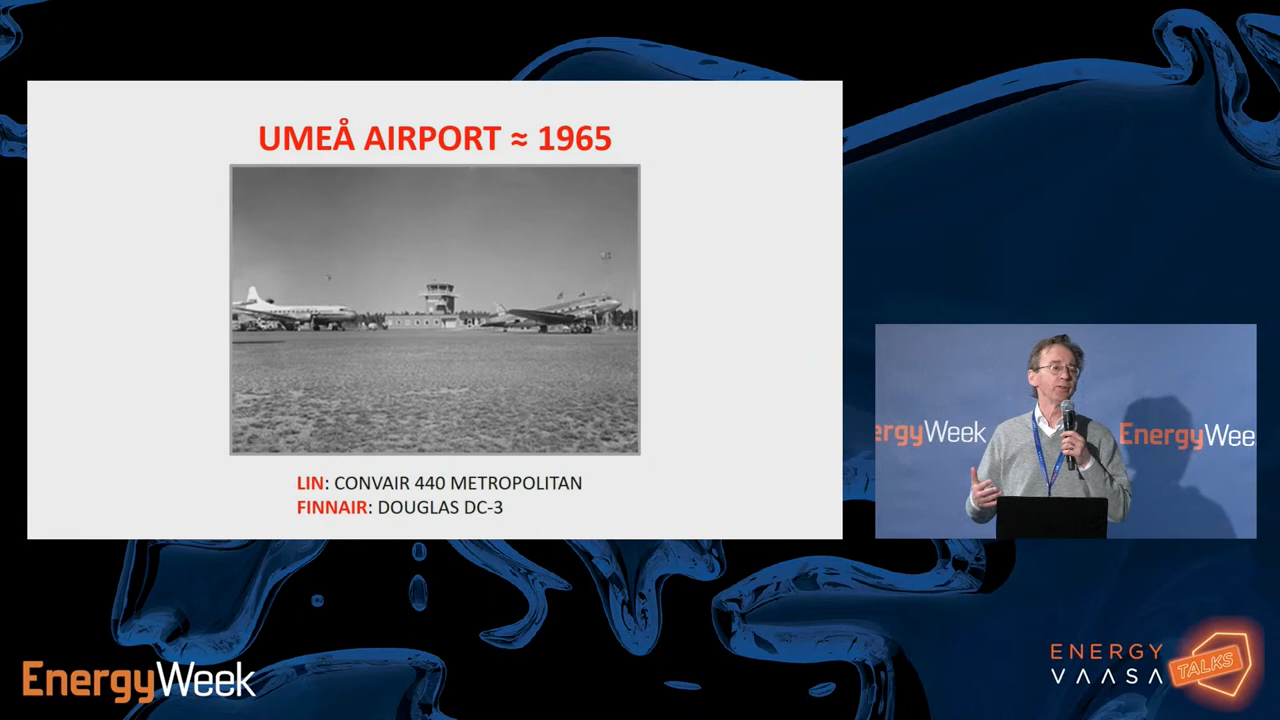 UMEÅ AIRPORT ≈ 1965
LIN: CONVAIR 440 METROPOLITAN
FINNAIR: DOUGLAS DC-3
ergyWeek
EnergyWee
EnergyWeek
ENERGY
VAASA
TALKS